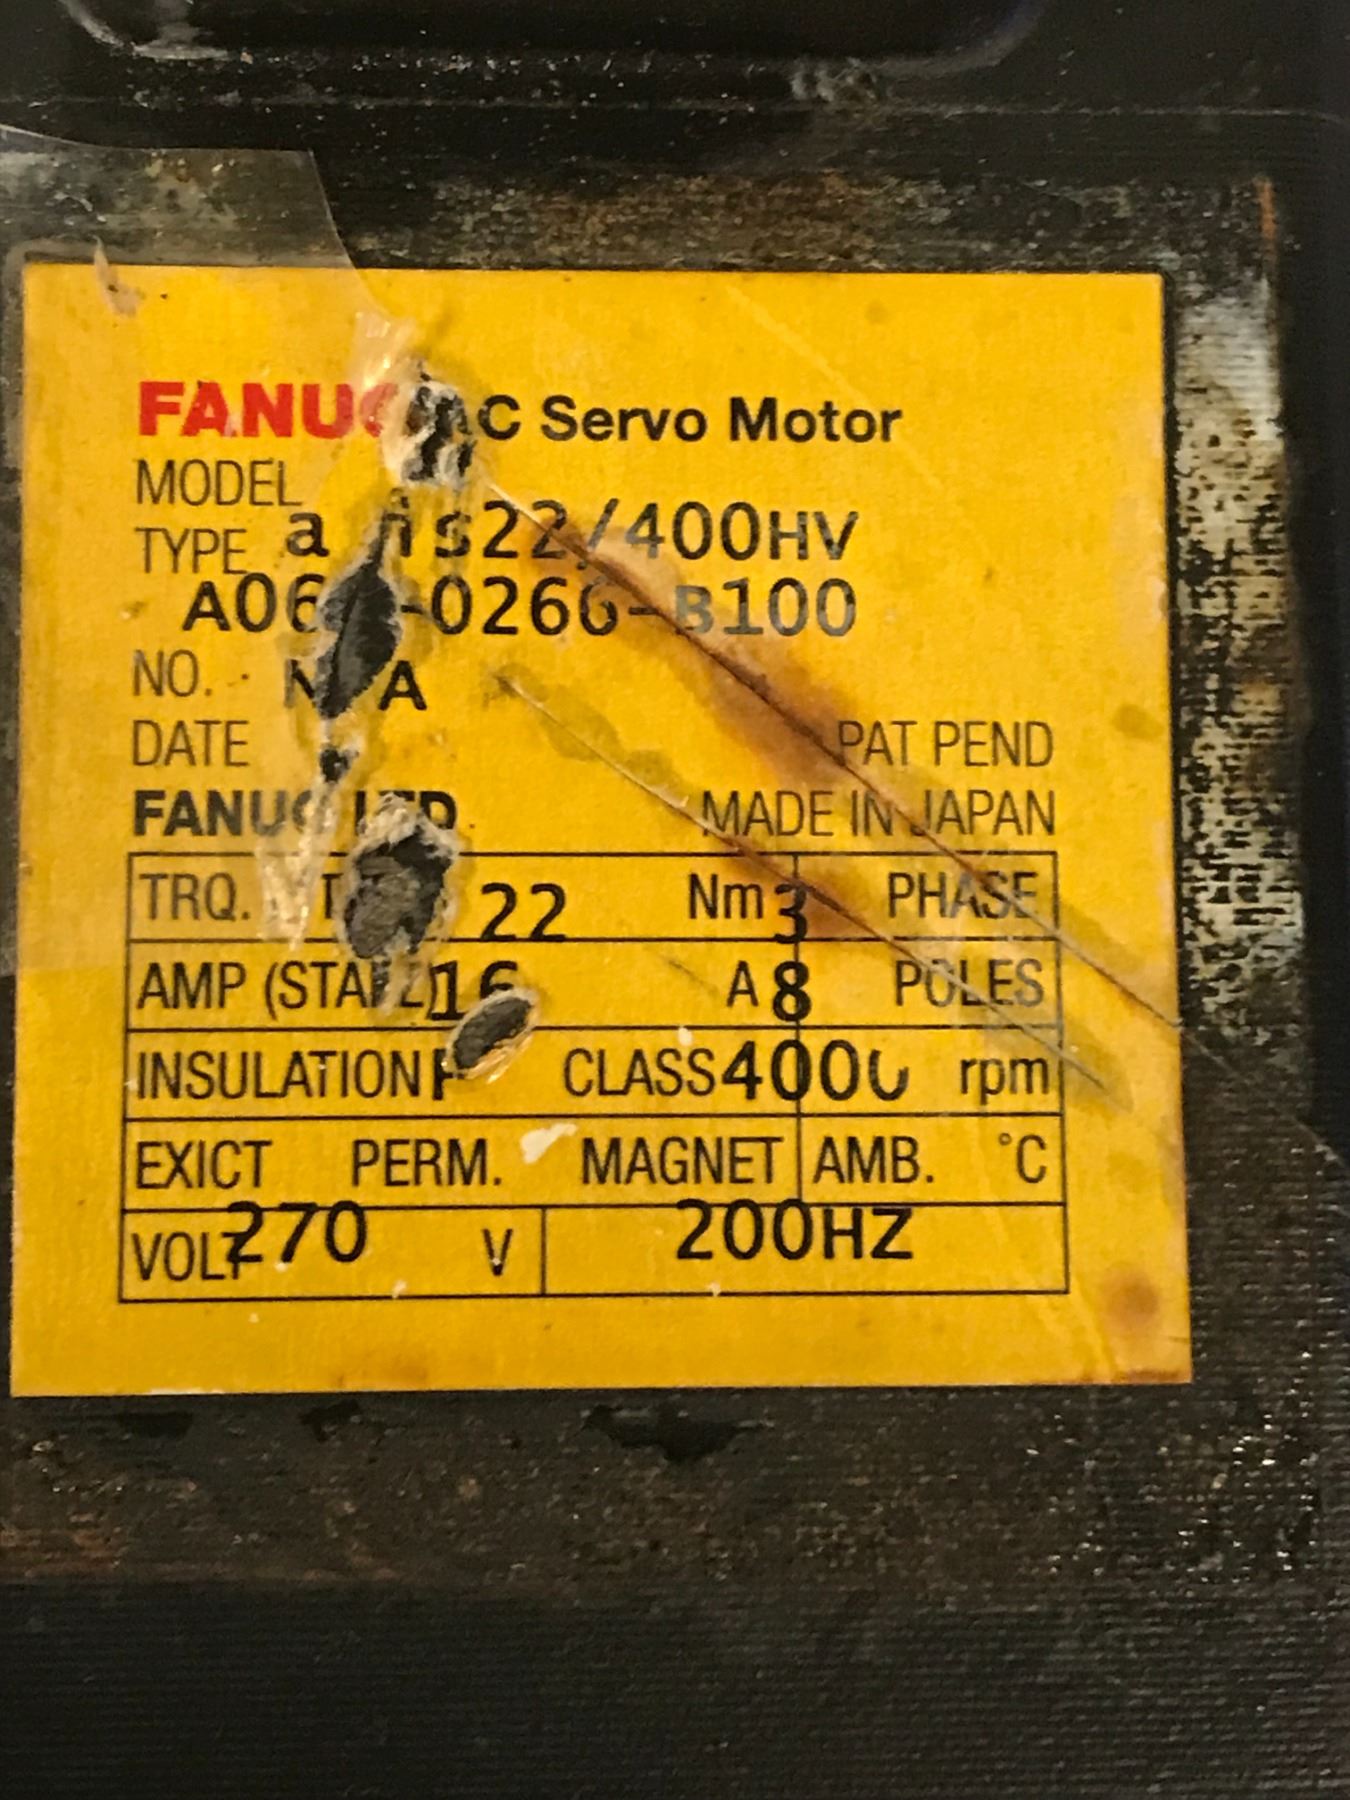 FANUC AC Servo Motor
MODEL
TYPE a is22/400HV
A06 -0266-B100
NO. N A
DATE PAT PEND
FANUC LTD MADE IN JAPAN
TRQ. 22 Nm 3 PHASE
AMP (STALL) 16 A 8 POLES
INSULATION F CLASS 4000 rpm
EXICT PERM. MAGNET AMB. °C
VOLT 270 V 200HZ